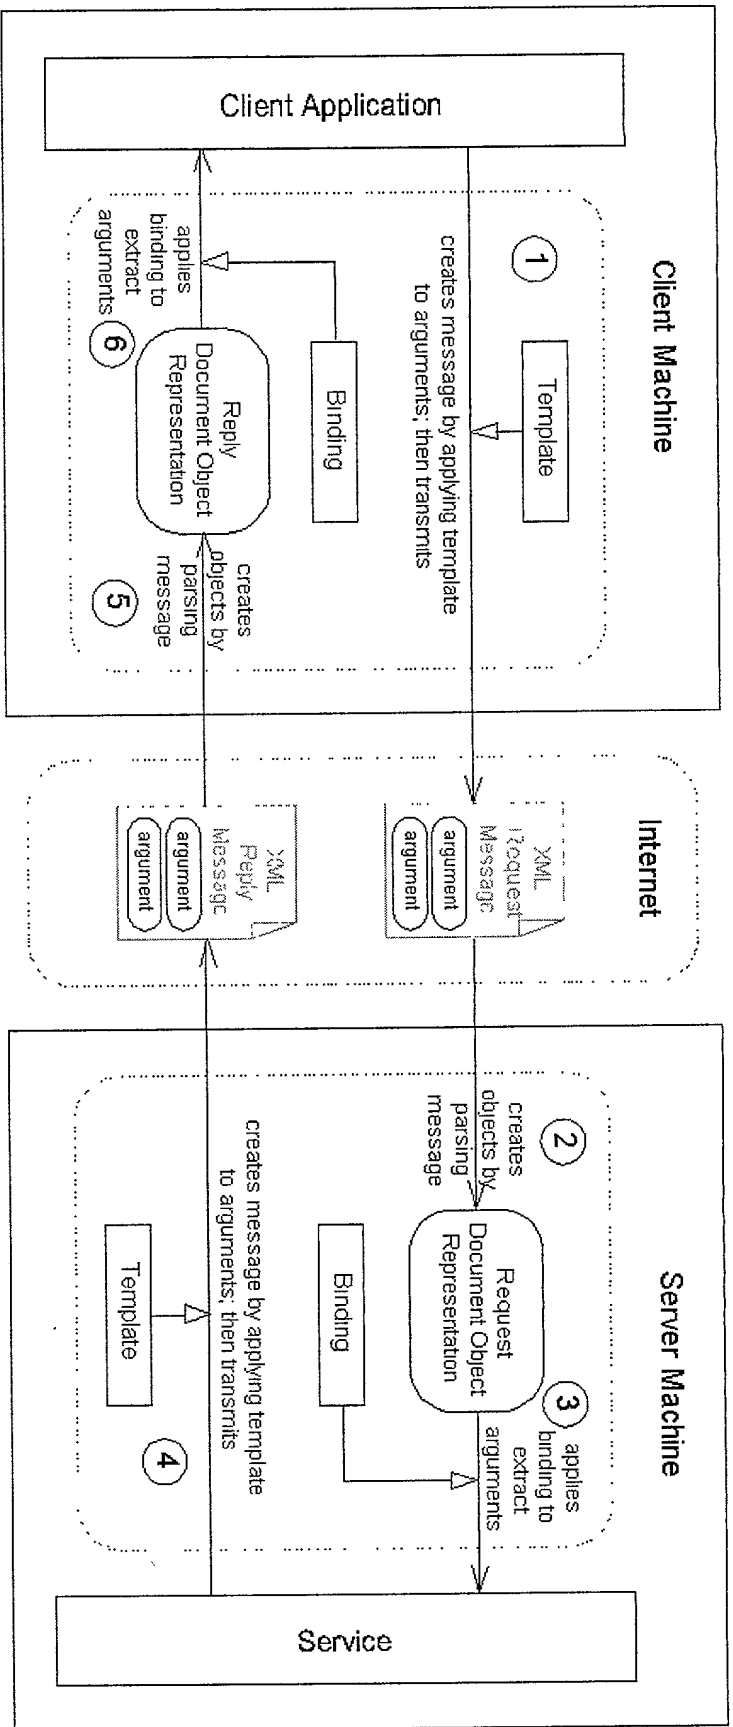 Client Machine
Internet
Server Machine
Client Application
1
Template
creates message by applying template
to arguments; then transmits
XML
Request
Message
argument
argument
2
creates
objects by
parsing
message
Request
Document Object
Representation
3
applies
binding to
extract
arguments
Binding
Service
Binding
applies
binding to
extract
arguments
6
Reply
Document Object
Representation
creates
objects by
parsing
message
5
XML
Reply
Message
argument
argument
creates message by applying template
to arguments; then transmits
Template
4